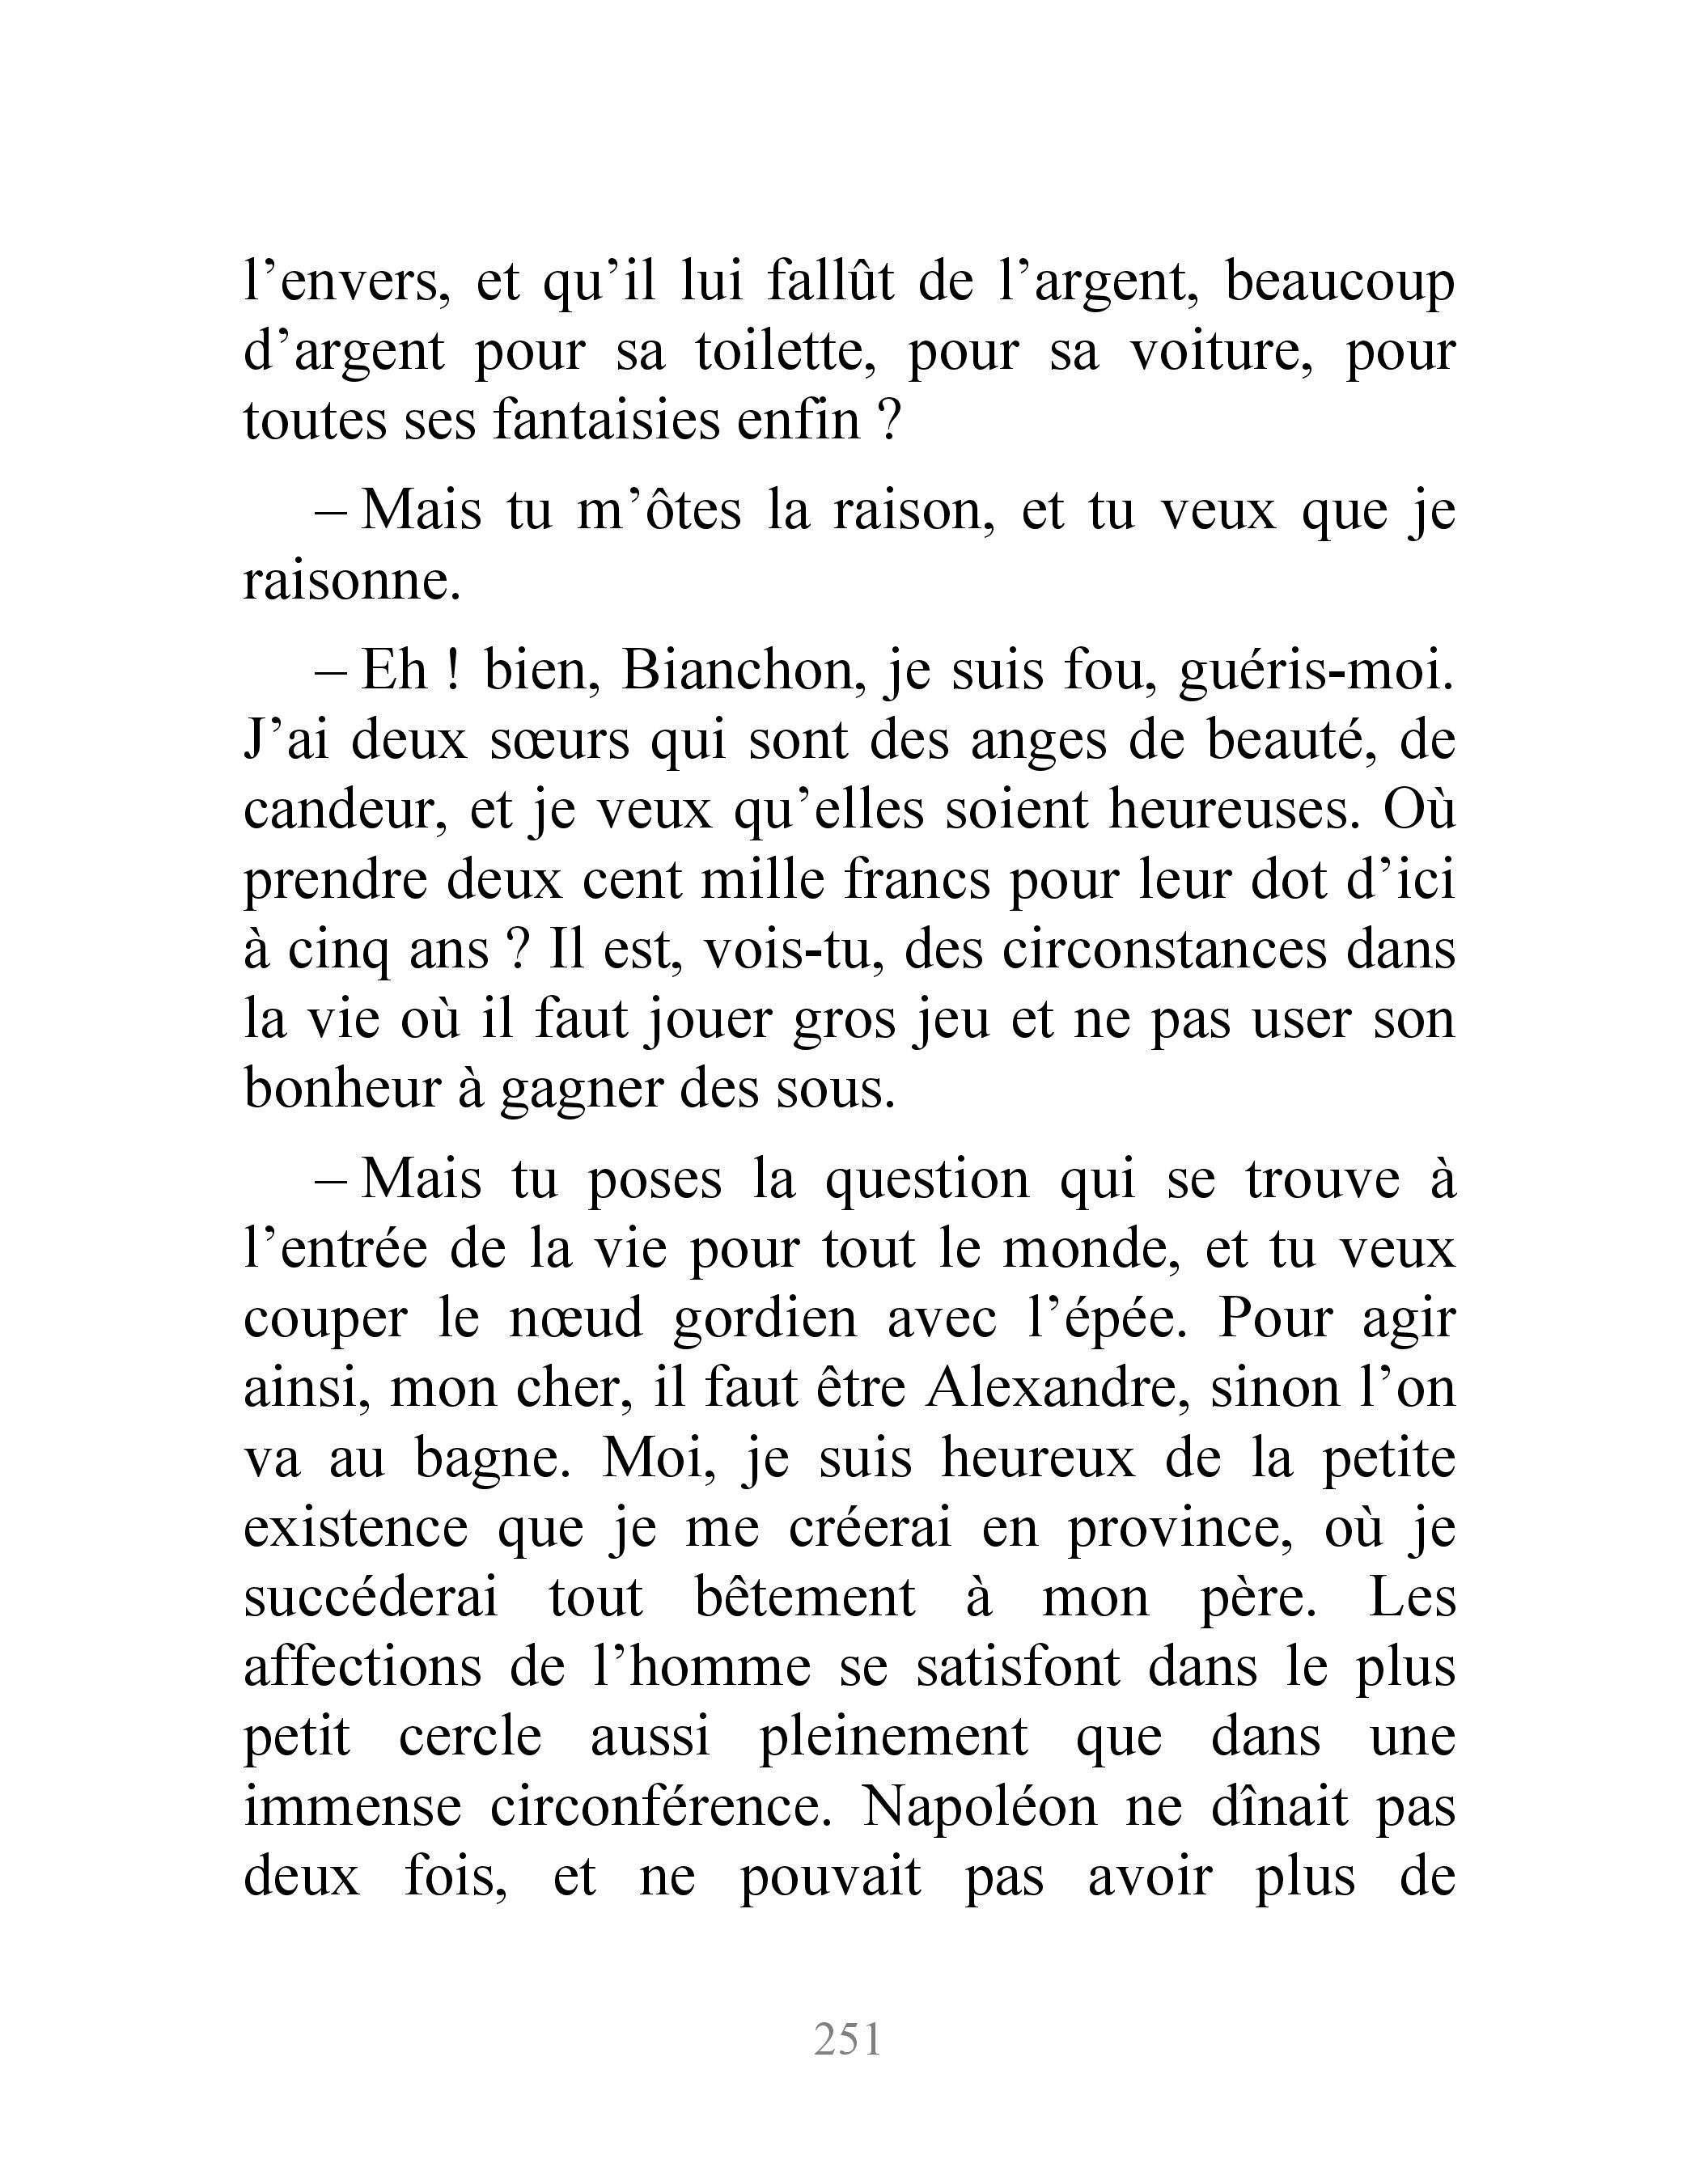 l’envers, et qu’il lui fallût de l’argent, beaucoup
d’argent pour sa toilette, pour sa voiture, pour
toutes ses fantaisies enfin ?
– Mais tu m’ôtes la raison, et tu veux que je
raisonne.
– Eh ! bien, Bianchon, je suis fou, guéris-moi.
J’ai deux sœurs qui sont des anges de beauté, de
candeur, et je veux qu’elles soient heureuses. Où
prendre deux cent mille francs pour leur dot d’ici
à cinq ans ? Il est, vois-tu, des circonstances dans
la vie où il faut jouer gros jeu et ne pas user son
bonheur à gagner des sous.
– Mais tu poses la question qui se trouve à
l’entrée de la vie pour tout le monde, et tu veux
couper le nœud gordien avec l’épée. Pour agir
ainsi, mon cher, il faut être Alexandre, sinon l’on
va au bagne. Moi, je suis heureux de la petite
existence que je me créerai en province, où je
succéderai tout bêtement à mon père. Les
affections de l’homme se satisfont dans le plus
petit cercle aussi pleinement que dans une
immense circonférence. Napoléon ne dînait pas
deux fois, et ne pouvait pas avoir plus de
251